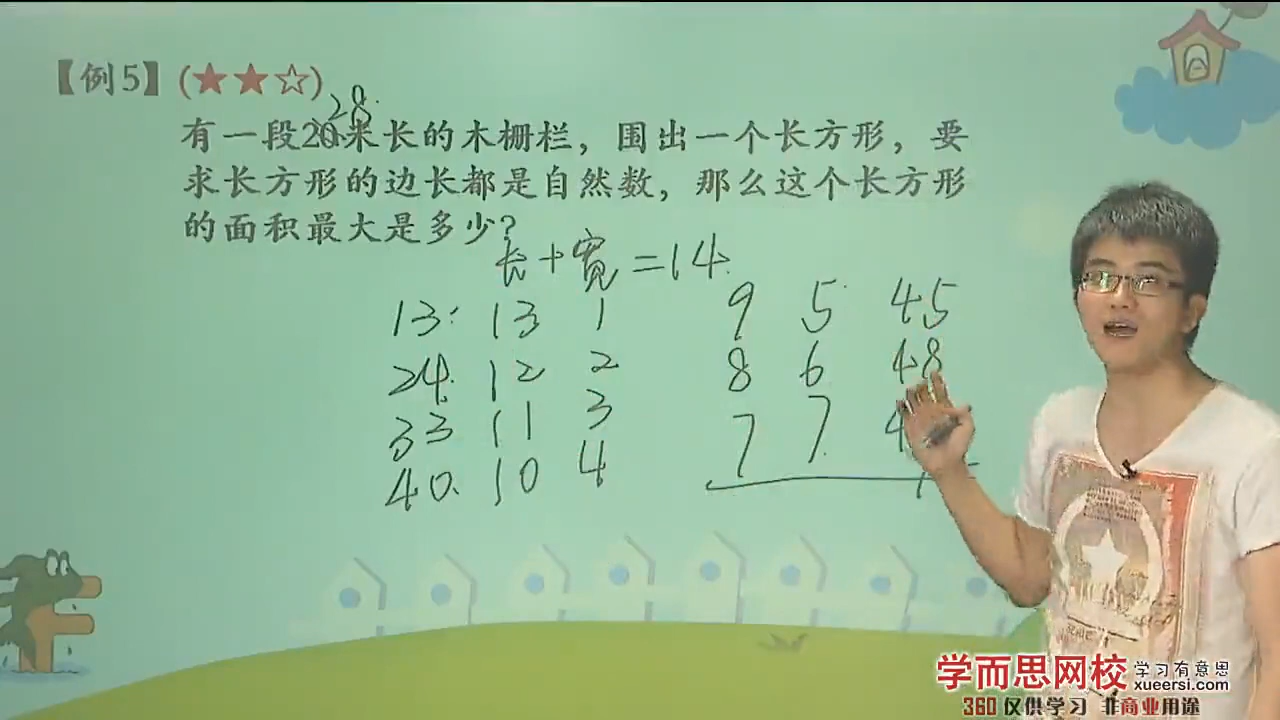 【例5】(★★☆)
28.
有一段20米长的木栅栏，围出一个长方形，要
求长方形的边长都是自然数，那么这个长方形
的面积最大是多少？
长+宽=14.
13: 13 1 9 5 45
24. 12 2 8 6 48
33 11 3 7 7 4
40. 10 4
学而思网校 学习有意思
xueersi.com
360 仅供学习 非商业用途